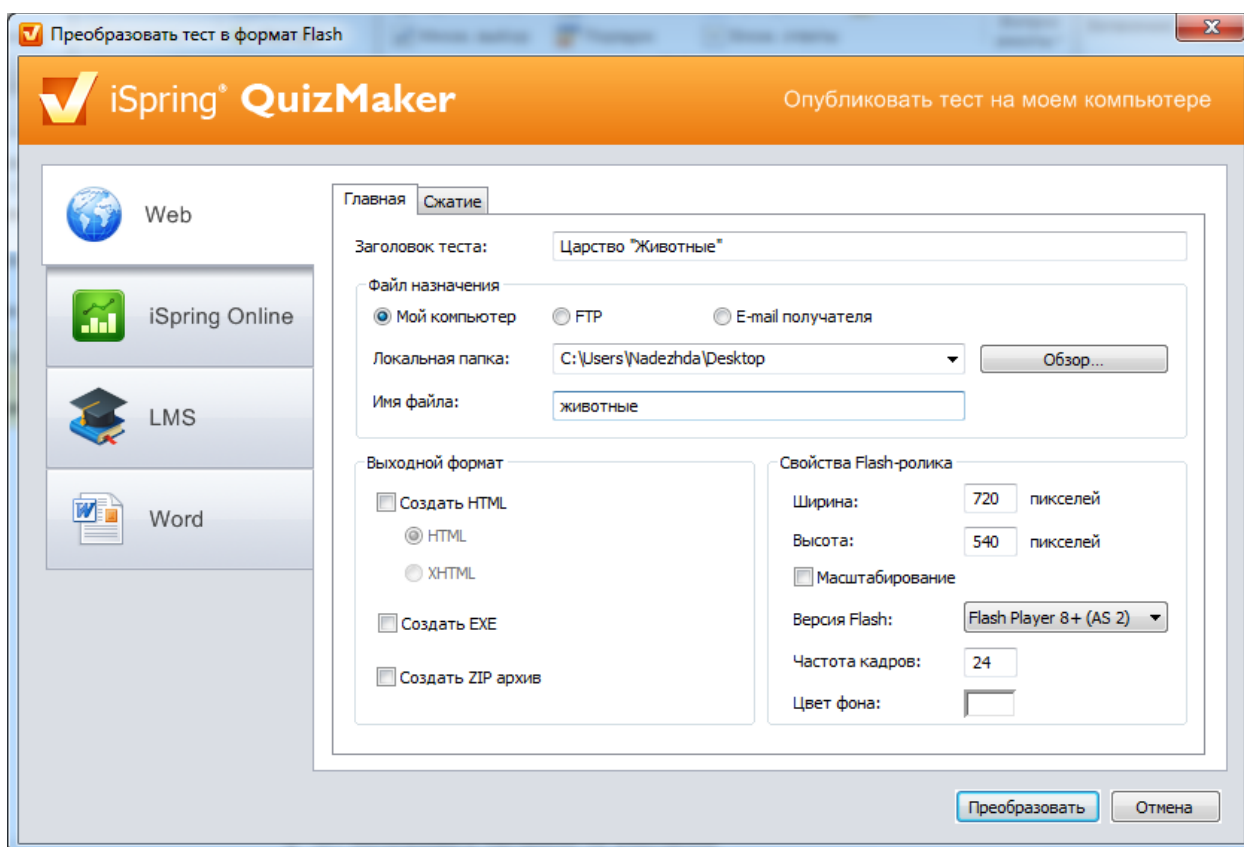 Преобразовать тест в формат Flash
iSpring® QuizMaker
Опубликовать тест на моем компьютере
Web
iSpring Online
LMS
Word
Главная Сжатие
Заголовок теста: Царство "Животные"
Файл назначения
Мой компьютер FTP E-mail получателя
Локальная папка: C:\Users\Nadezhda\Desktop Обзор...
Имя файла: животные
Выходной формат
Создать HTML
HTML
XHTML
Создать EXE
Создать ZIP архив
Свойства Flash-ролика
Ширина: 720 пикселей
Высота: 540 пикселей
Масштабирование
Версия Flash: Flash Player 8+ (AS 2)
Частота кадров: 24
Цвет фона:
Преобразовать Отмена